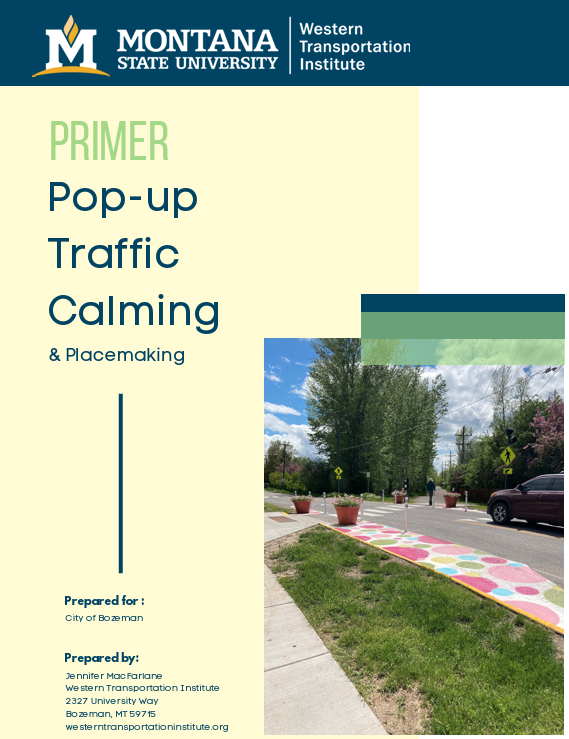 MONTANA
STATE UNIVERSITY
Western
Transportation
Institute
PRIMER
Pop-up
Traffic
Calming
& Placemaking
Prepared for :
City of Bozeman
Prepared by:
Jennifer MacFarlane
Western Transportation Institute
2327 University Way
Bozeman, MT 59715
westerntransportationinstitute.org